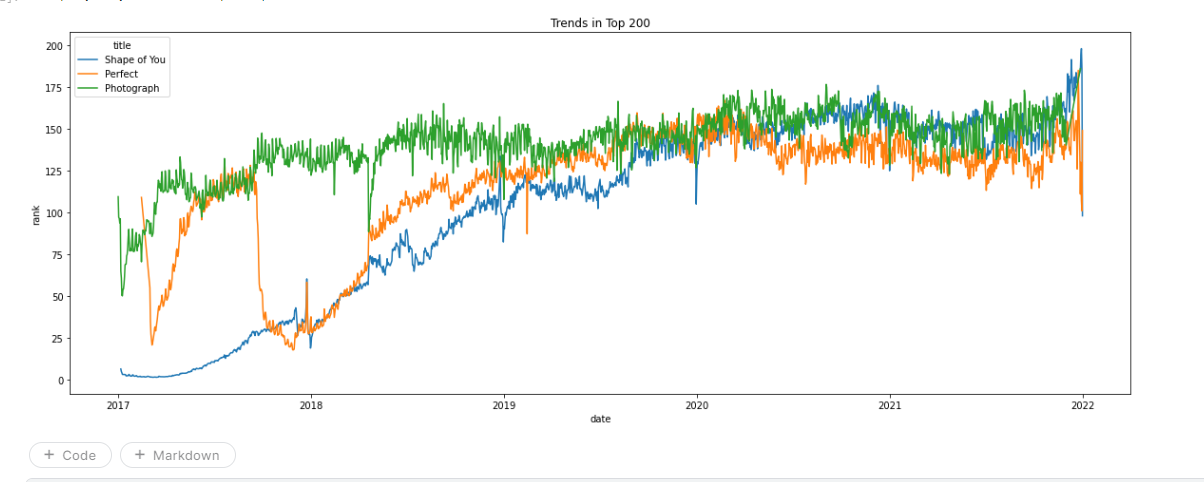 Trends in Top 200
title
Shape of You
Perfect
Photograph
rank
200
175
150
125
100
75
50
25
0
2017
2018
2019
2020
2021
2022
date
+ Code
+ Markdown